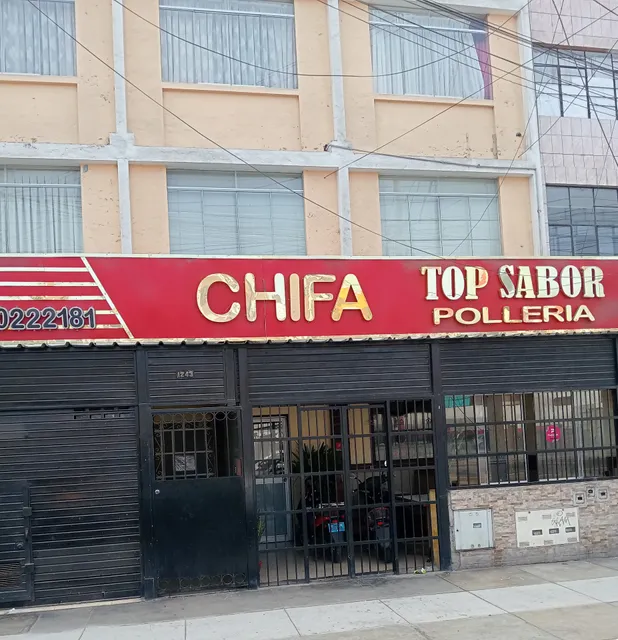 0222181
CHIFA
TOP SABOR
POLLERIA
1243